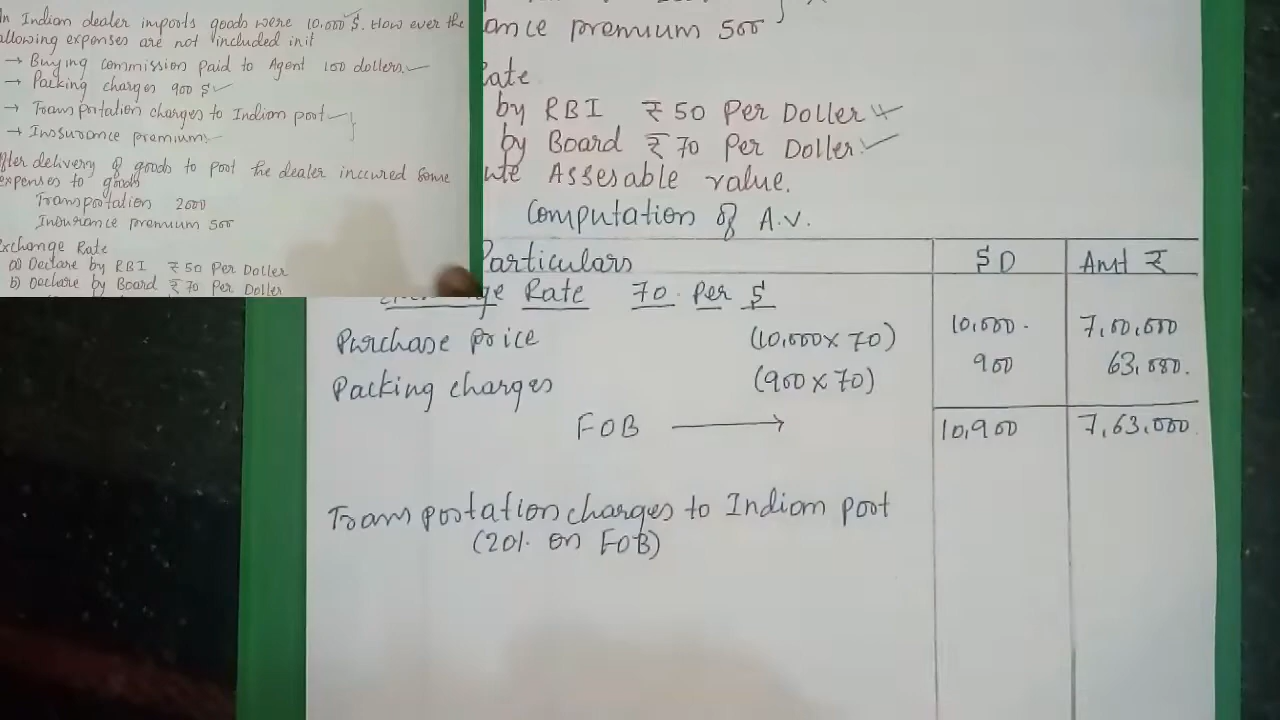 In Indian dealer imports goods were 10,000 $. How ever the
allowing expenses are not included in it
→ Buying commission paid to Agent 100 dollers.
→ Packing charges 900 $
→ Transportation charges to Indian port
→ Inssurance premium
After delivery of goods to port the dealer incured some
expenses to goods
Transportation 2000
Insurance premium 500
Exchange Rate
a) Declare by RBI ₹ 50 Per Doller
b) Declare by Board ₹ 70 Per Doller
ance premium 500
Rate
by RBI ₹ 50 Per Doller
by Board ₹ 70 Per Doller
ute Assesable value.
Computation of A.V.
Particulars $ D Amt ₹
ge Rate 70 Per $
Purchase price (10,000 x 70) 10,000. 7,00,000
Packing charges (900 x 70) 900 63,000.
FOB → 10,900 7,63,000.
Transportation charges to Indian port
(20% on FOB)